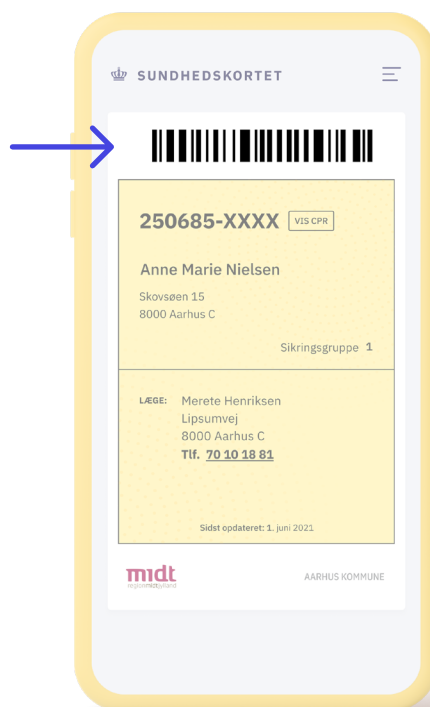 SUNDHEDSKORTET
250685-XXXX VIS CPR
Anne Marie Nielsen
Skovsøen 15
8000 Aarhus C
Sikringsgruppe 1
LÆGE: Merete Henriksen
Lipsumvej
8000 Aarhus C
Tlf. 70 10 18 81
Sidst opdateret: 1. juni 2021
midt
regionmidtjylland
AARHUS KOMMUNE